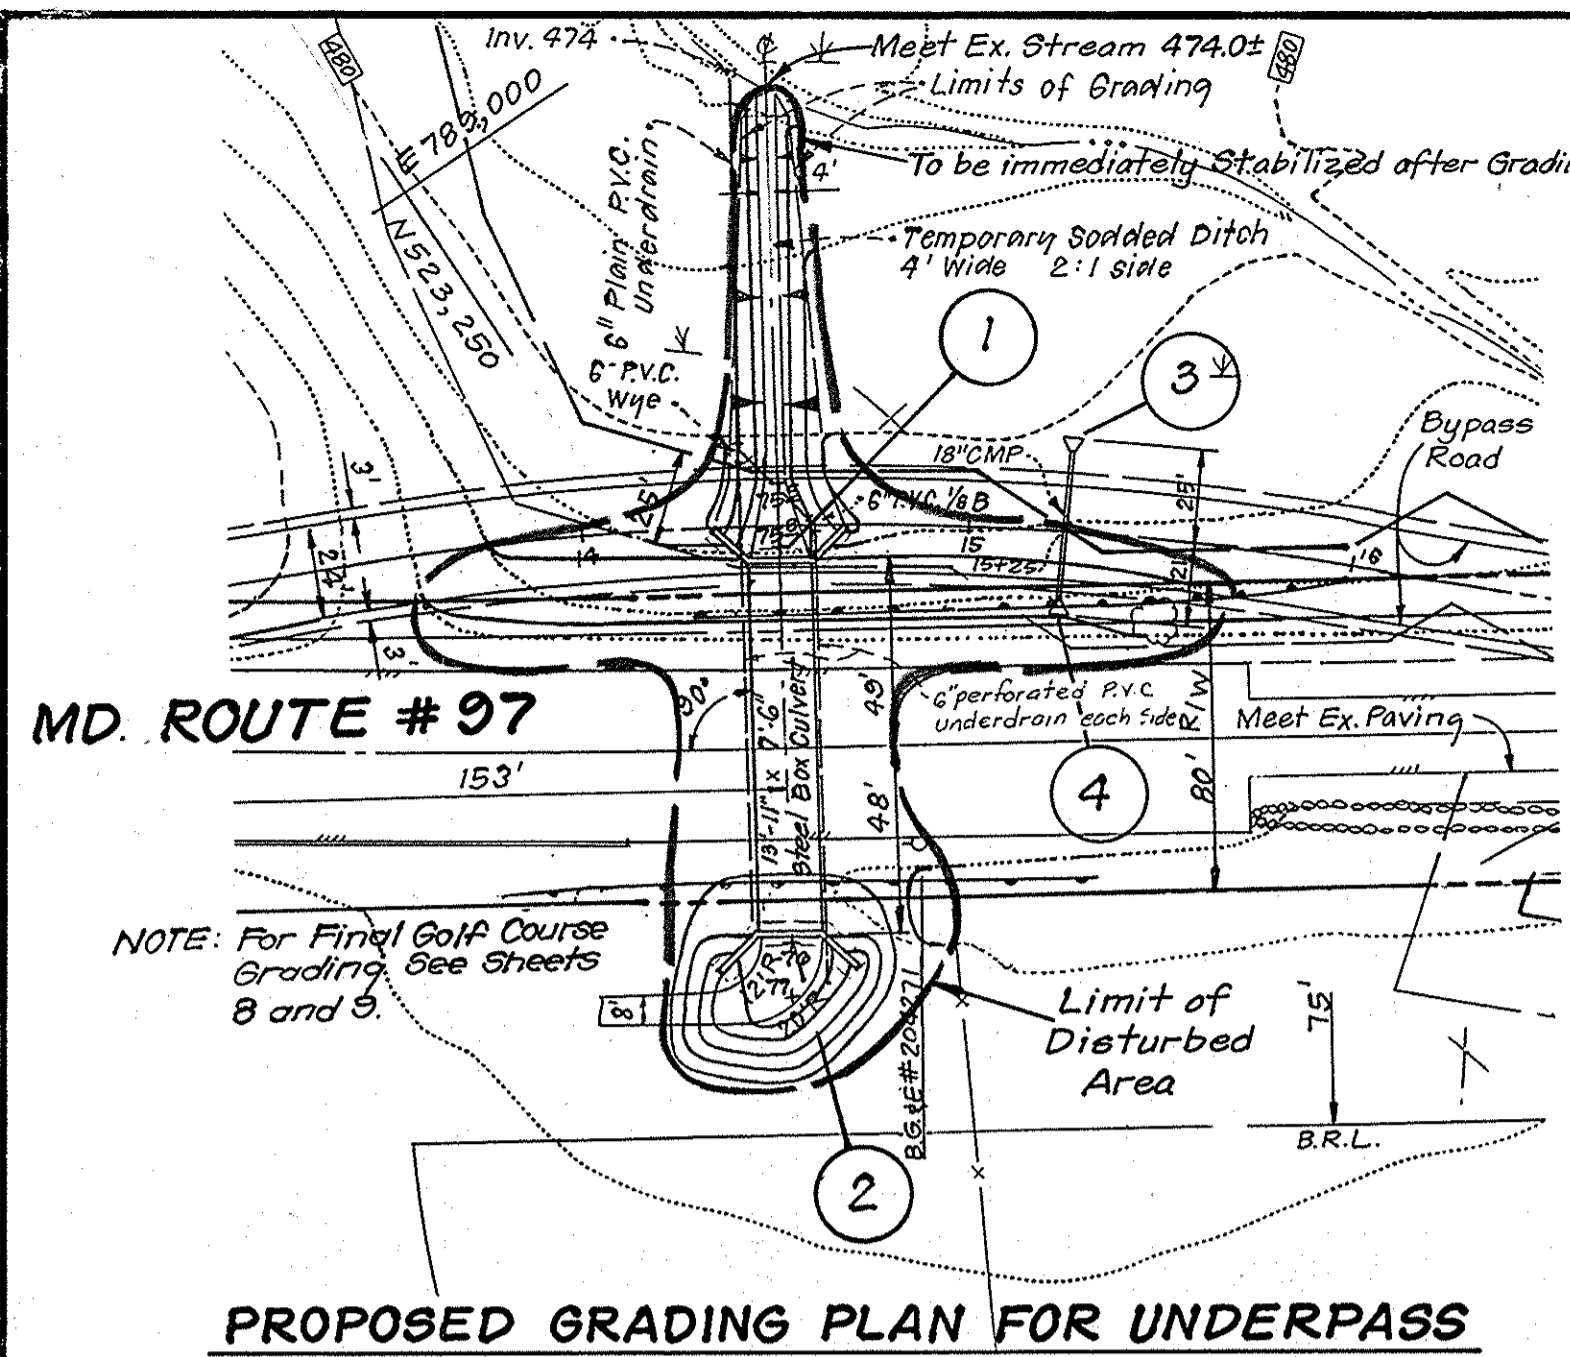 Inv. 474
Meet Ex. Stream 474.0±
Limits of Grading
480
480
E 789,000
N 523,250
To be immediately Stabilized after
4'
6" Plain P.V.C.
Underdrain
Temporary Sodded Ditch
4' Wide 2:1 side
6" P.V.C.
Wye
1
3
Bypass
Road
18" CMP
6" P.V.C. 1/8 B
3'
25'
25'
24'
21'
3'
14
15
15+25
16
MD. ROUTE #97
90°
153'
13'-11" x 7'-6"
Steel Box Culvert
49'
48'
6" perforated P.V.C.
underdrain each side
80' R/W
Meet Ex. Paving
4
NOTE: For Final Golf Course
Grading See Sheets
8 and 9.
8'
12' R
76
77
20' R
B.G.&E #204271
Limit of
Disturbed
Area
75'
B.R.L.
2
PROPOSED GRADING PLAN FOR UNDERPASS